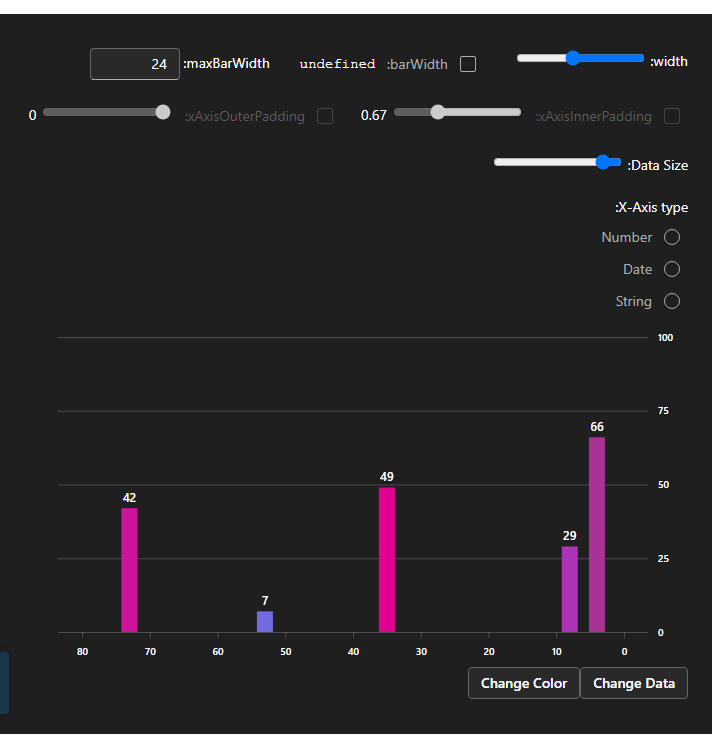 24 :maxBarWidth undefined :barWidth :width
0 :xAxisOuterPadding 0.67 :xAxisInnerPadding
:Data Size
:X-Axis type
Number
Date
String
100
75
66
50
49
42
29
25
7
0
80 70 60 50 40 30 20 10 0
Change Color Change Data